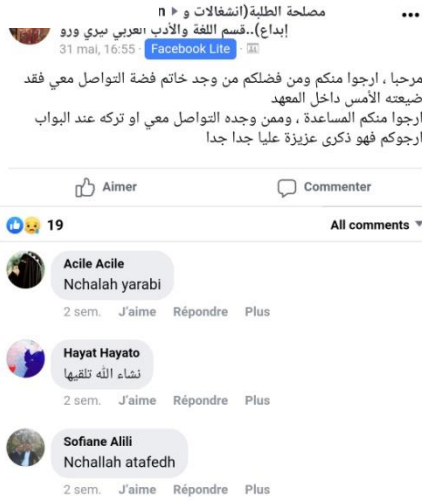 مصلحة الطلبة(انشغالات و ▸ n
إبداع)..قسم اللغة والأدب العربي تيزي وزو
31 mai, 16:55 · Facebook Lite ·
مرحبا ، ارجوا منكم ومن فضلكم من وجد خاتم فضة التواصل معي فقد
ضيعته الأمس داخل المعهد
ارجوا منكم المساعدة ، وممن وجده التواصل معي او تركه عند البواب
ارجوكم فهو ذكرى عزيزة عليا جدا جدا
Aimer
Commenter
19
All comments
Acile Acile
Nchalah yarabi
2 sem. J'aime Répondre Plus
Hayat Hayato
نشاء الله تلقيها
2 sem. J'aime Répondre Plus
Sofiane Alili
Nchallah atafedh
2 sem. J'aime Répondre Plus